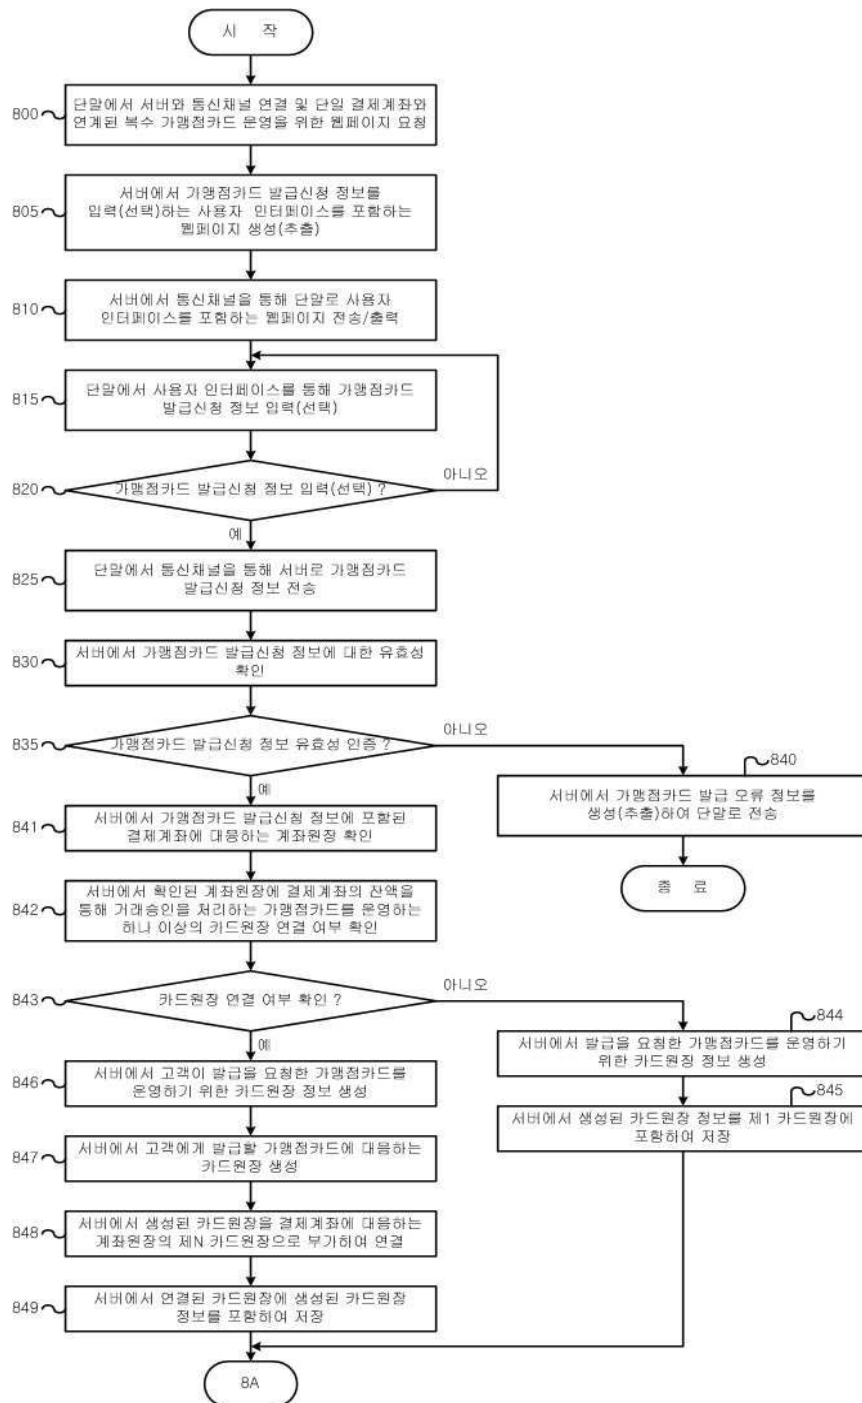 시 작
800
단말에서 서버와 통신채널 연결 및 단일 결제계좌와
연계된 복수 가맹점카드 운영을 위한 웹페이지 요청
805
서버에서 가맹점카드 발급신청 정보를
입력(선택)하는 사용자 인터페이스를 포함하는
웹페이지 생성(추출)
810
서버에서 통신채널을 통해 단말로 사용자
인터페이스를 포함하는 웹페이지 전송/출력
815
단말에서 사용자 인터페이스를 통해 가맹점카드
발급신청 정보 입력(선택)
820
가맹점카드 발급신청 정보 입력(선택) ?
아니오
예
825
단말에서 통신채널을 통해 서버로 가맹점카드
발급신청 정보 전송
830
서버에서 가맹점카드 발급신청 정보에 대한 유효성
확인
835
가맹점카드 발급신청 정보 유효성 인증 ?
아니오
예
840
서버에서 가맹점카드 발급 오류 정보를
생성(추출)하여 단말로 전송
종 료
841
서버에서 가맹점카드 발급신청 정보에 포함된
결제계좌에 대응하는 계좌원장 확인
842
서버에서 확인된 계좌원장에 결제계좌의 잔액을
통해 거래승인을 처리하는 가맹점카드를 운영하는
하나 이상의 카드원장 연결 여부 확인
843
카드원장 연결 여부 확인 ?
아니오
예
844
서버에서 발급을 요청한 가맹점카드를 운영하기
위한 카드원장 정보 생성
845
서버에서 생성된 카드원장 정보를 제1 카드원장에
포함하여 저장
846
서버에서 고객이 발급을 요청한 가맹점카드를
운영하기 위한 카드원장 정보 생성
847
서버에서 고객에게 발급할 가맹점카드에 대응하는
카드원장 생성
848
서버에서 생성된 카드원장을 결제계좌에 대응하는
계좌원장의 제N 카드원장으로 부가하여 연결
849
서버에서 연결된 카드원장에 생성된 카드원장
정보를 포함하여 저장
8A